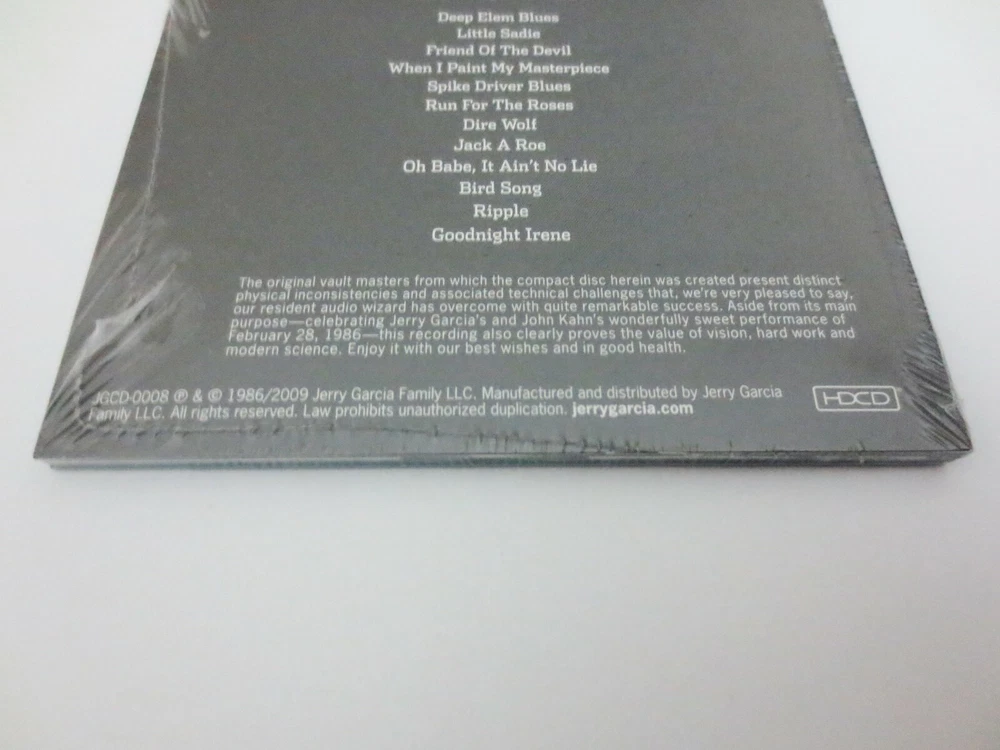 Deep Elem Blues
Little Sadie
Friend Of The Devil
When I Paint My Masterpiece
Spike Driver Blues
Run For The Roses
Dire Wolf
Jack A Roe
Oh Babe, It Ain't No Lie
Bird Song
Ripple
Goodnight Irene
The original vault masters from which the compact disc herein was created present distinct
physical inconsistencies and associated technical challenges that, we're very pleased to say,
our resident audio wizard has overcome with quite remarkable success. Aside from its main
purpose—celebrating Jerry Garcia's and John Kahn's wonderfully sweet performance of
February 28, 1986—this recording also clearly proves the value of vision, hard work and
modern science. Enjoy it with our best wishes and in good health.
JGCD-0008 ℗ & © 1986/2009 Jerry Garcia Family LLC. Manufactured and distributed by Jerry Garcia
Family LLC. All rights reserved. Law prohibits unauthorized duplication. jerrygarcia.com
HDCD